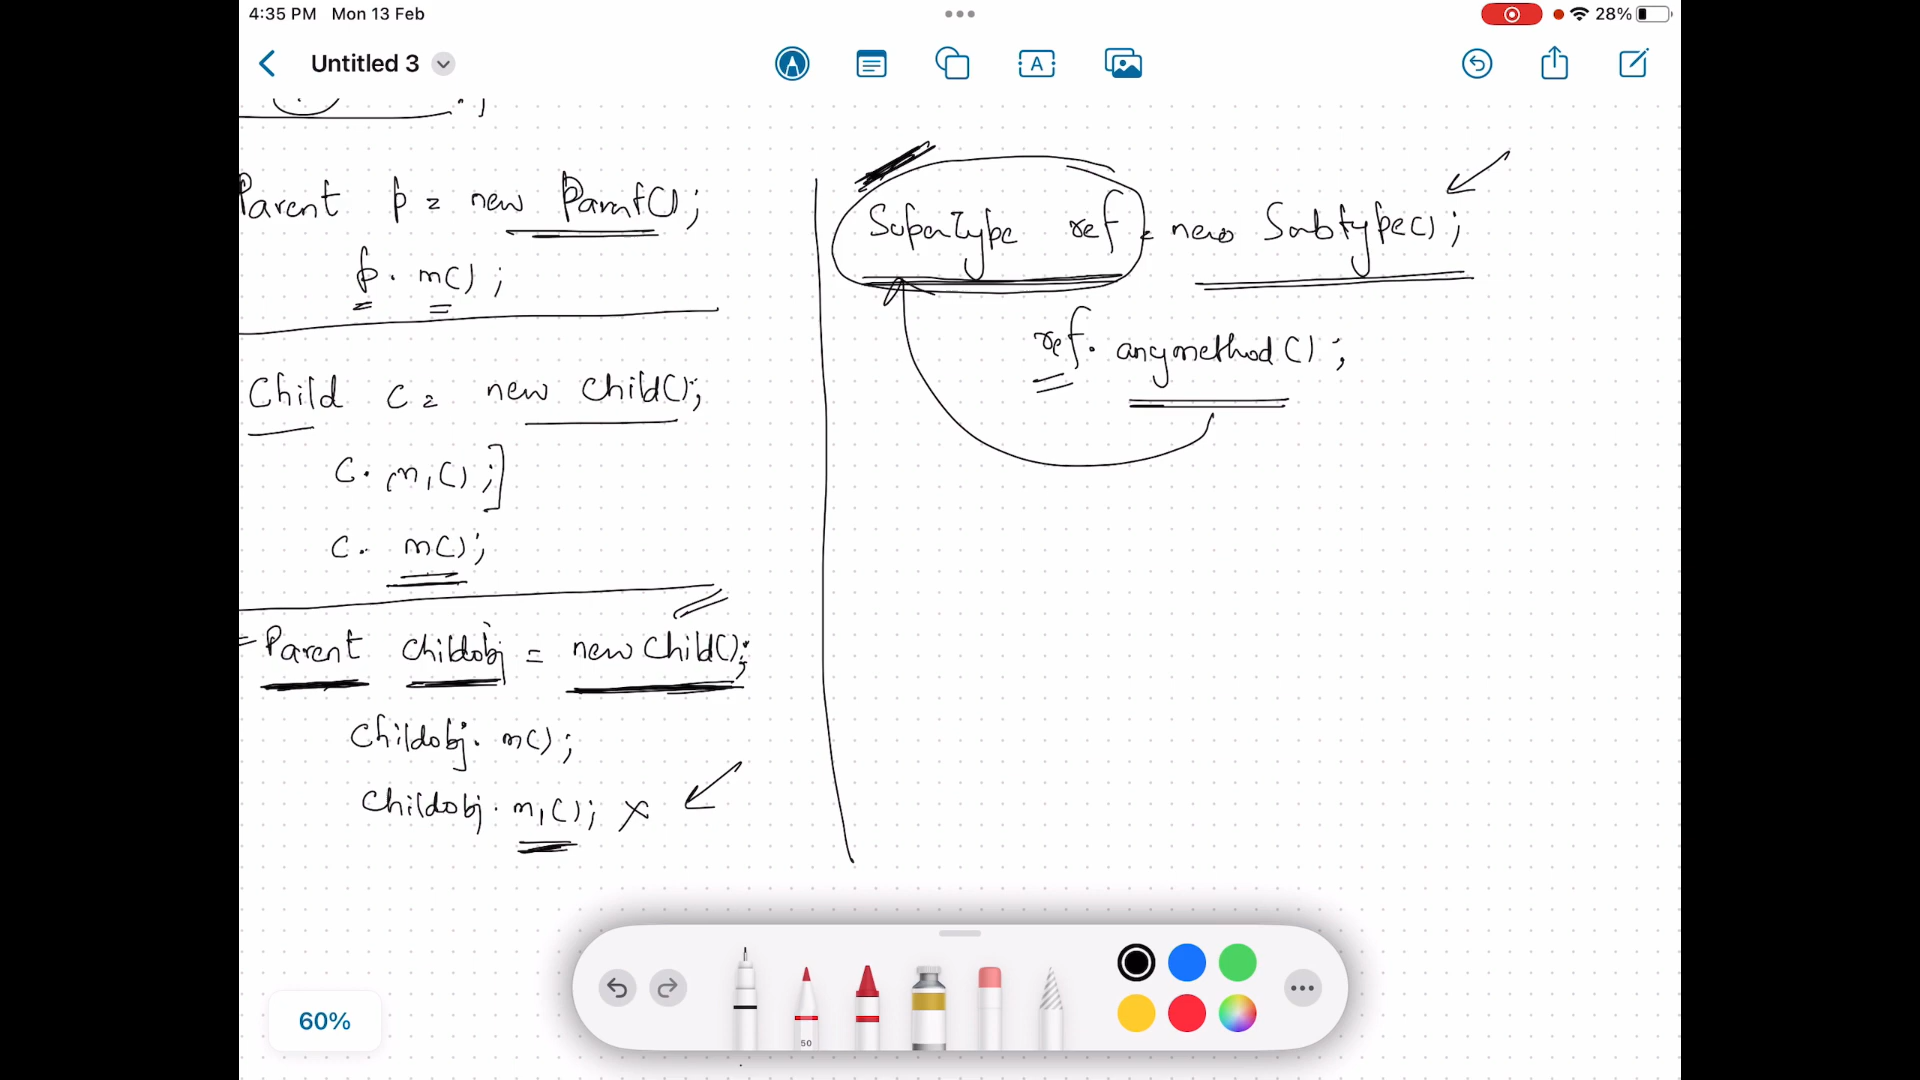 4:35 PM Mon 13 Feb
28%
Untitled 3
A
Parent p = new Parent();
p. m();
Child c = new Child();
c. m1();]
c. m();
= Parent Childobj = new Child();
Childobj. m();
Childobj. m1(); X
SuperType ref = new Subtype();
ref. anymethod();
50
60%